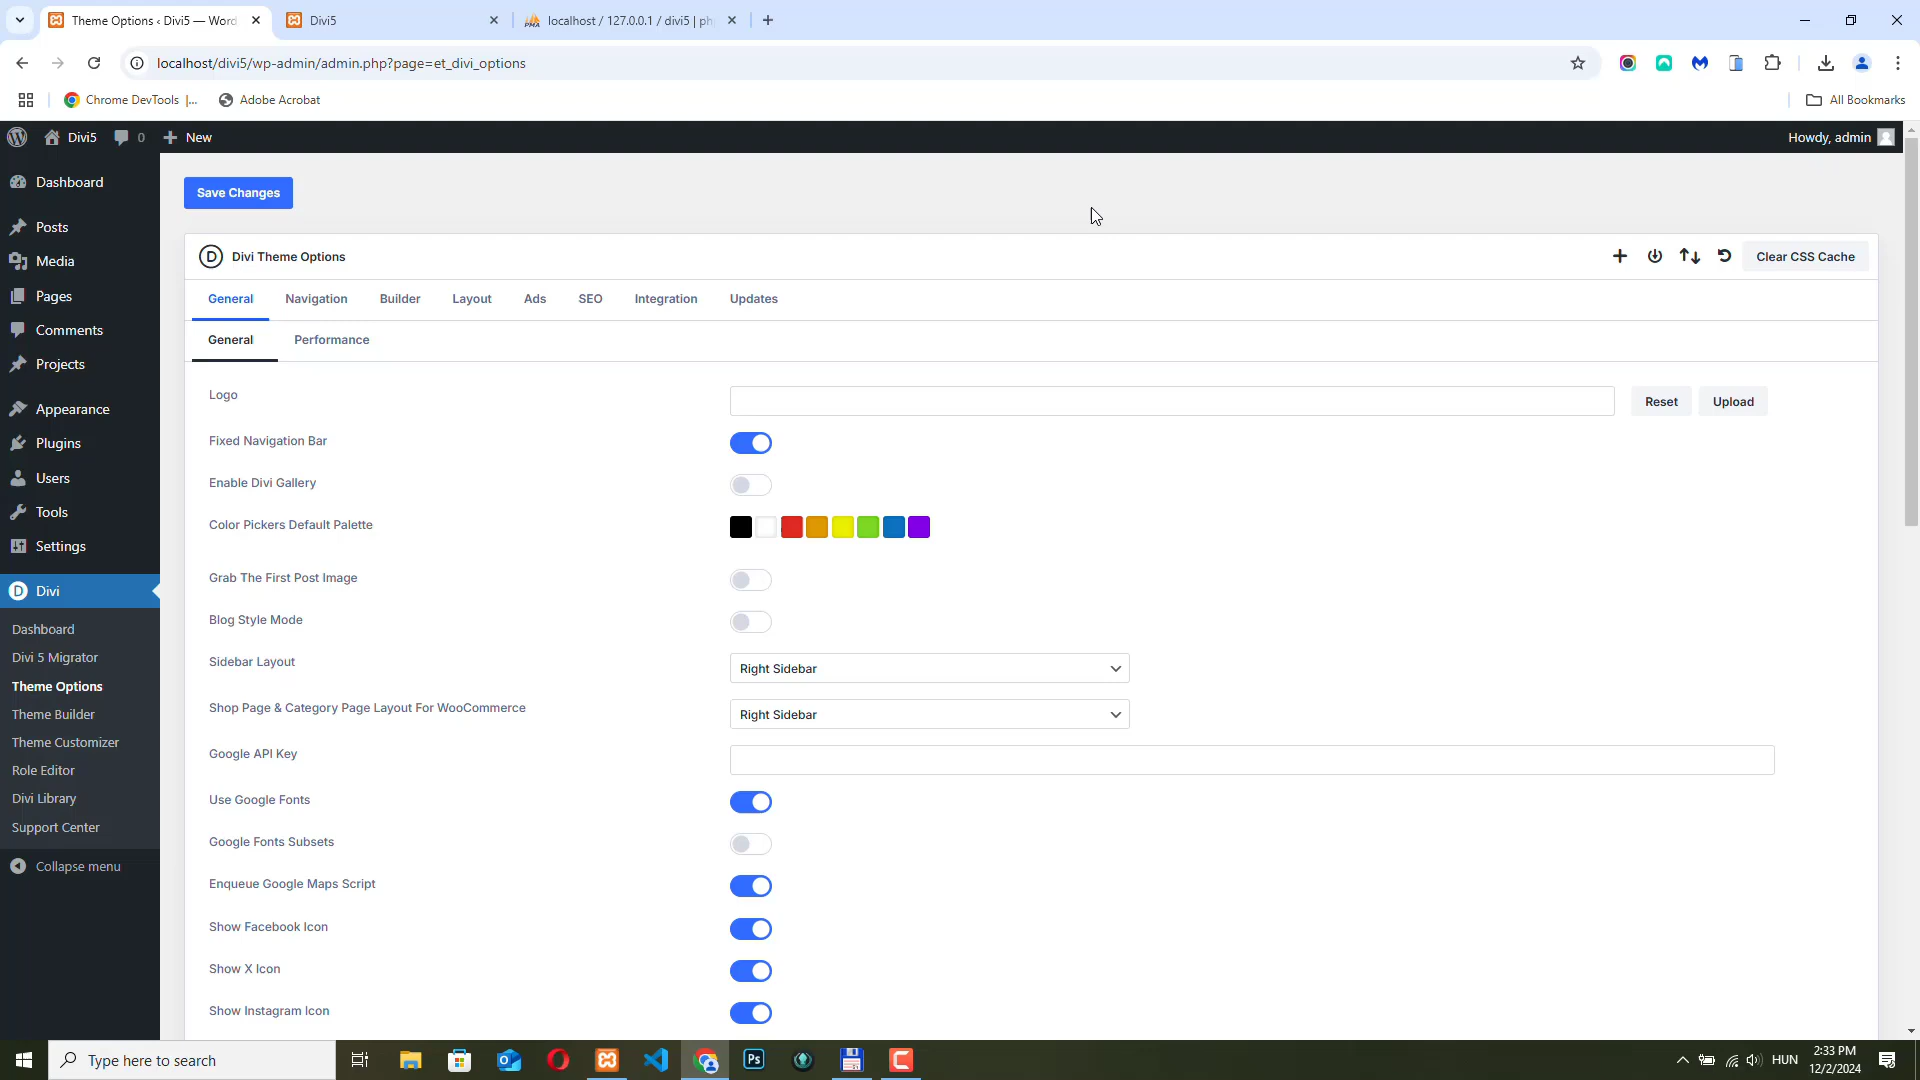 Theme Options ‹ Divi5 — Word
Divi5
localhost / 127.0.0.1 / divi5 | ph
localhost/divi5/wp-admin/admin.php?page=et_divi_options
Chrome DevTools |...
Adobe Acrobat
All Bookmarks
Divi5
0
New
Howdy, admin
Dashboard
Posts
Media
Pages
Comments
Projects
Appearance
Plugins
Users
Tools
Settings
Divi
Dashboard
Divi 5 Migrator
Theme Options
Theme Builder
Theme Customizer
Role Editor
Divi Library
Support Center
Collapse menu
Save Changes
D
Divi Theme Options
Clear CSS Cache
General
Navigation
Builder
Layout
Ads
SEO
Integration
Updates
General
Performance
Logo
Reset
Upload
Fixed Navigation Bar
Enable Divi Gallery
Color Pickers Default Palette
Grab The First Post Image
Blog Style Mode
Sidebar Layout
Right Sidebar
Shop Page & Category Page Layout For WooCommerce
Right Sidebar
Google API Key
Use Google Fonts
Google Fonts Subsets
Enqueue Google Maps Script
Show Facebook Icon
Show X Icon
Show Instagram Icon
Type here to search
Ps
HUN
2:33 PM
12/2/2024